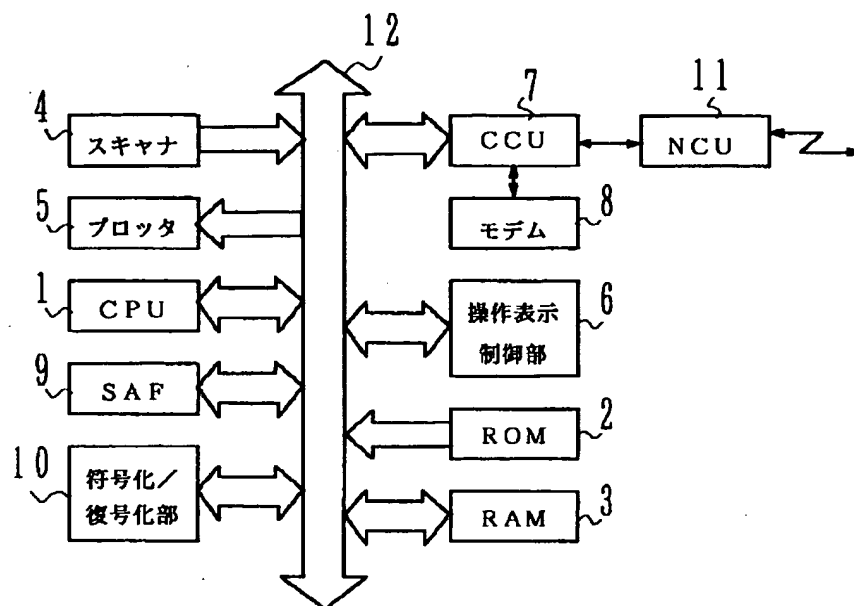 12
4
スキャナ
7
CCU
11
NCU
5
プロッタ
モデム
8
1
CPU
操作表示
制御部
6
9
SAF
ROM
2
10
符号化/
復号化部
RAM
3